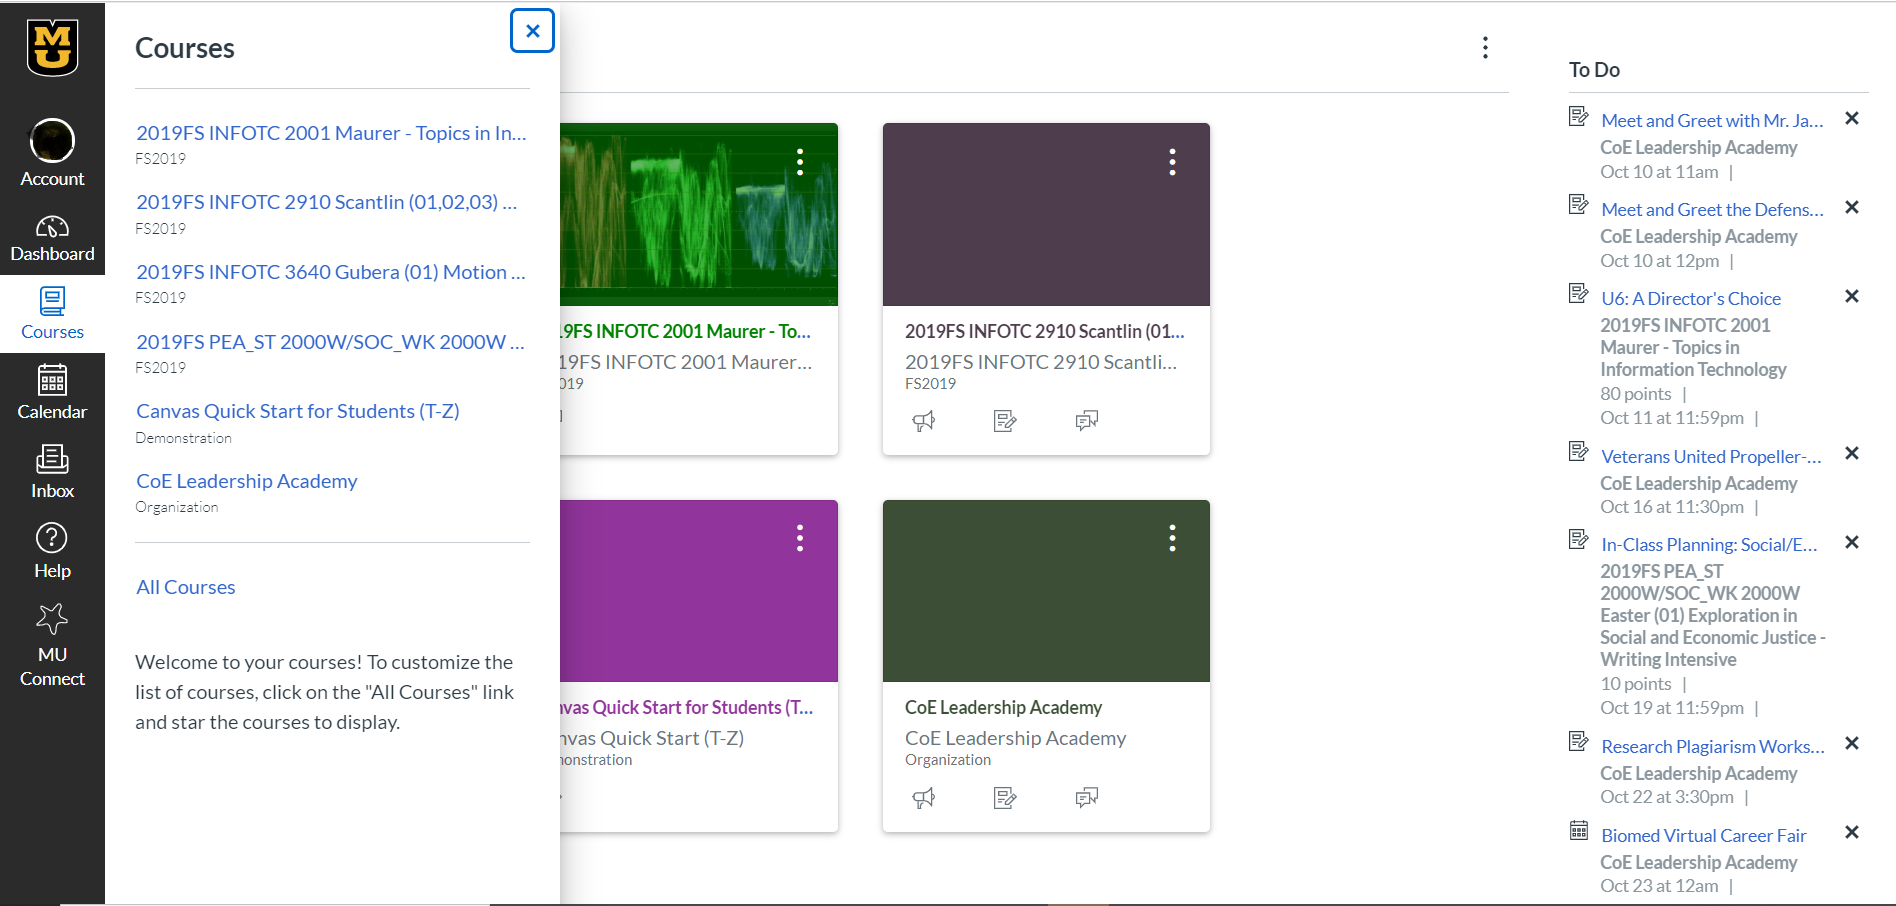 MU
Account
Dashboard
Courses
Calendar
Inbox
Help
MU
Connect
Courses
2019FS INFOTC 2001 Maurer - Topics in In...
FS2019
2019FS INFOTC 2910 Scantlin (01,02,03) ...
FS2019
2019FS INFOTC 3640 Gubera (01) Motion ...
FS2019
2019FS PEA_ST 2000W/SOC_WK 2000W ...
FS2019
Canvas Quick Start for Students (T-Z)
Demonstration
CoE Leadership Academy
Organization
All Courses
Welcome to your courses! To customize the
list of courses, click on the "All Courses" link
and star the courses to display.
19FS INFOTC 2001 Maurer - To...
19FS INFOTC 2001 Maurer...
019
2019FS INFOTC 2910 Scantlin (01...
2019FS INFOTC 2910 Scantli...
FS2019
nvas Quick Start for Students (T...
nvas Quick Start (T-Z)
monstration
CoE Leadership Academy
CoE Leadership Academy
Organization
To Do
Meet and Greet with Mr. Ja...
CoE Leadership Academy
Oct 10 at 11am |
Meet and Greet the Defens...
CoE Leadership Academy
Oct 10 at 12pm |
U6: A Director's Choice
2019FS INFOTC 2001
Maurer - Topics in
Information Technology
80 points |
Oct 11 at 11:59pm |
Veterans United Propeller-...
CoE Leadership Academy
Oct 16 at 11:30pm |
In-Class Planning: Social/E...
2019FS PEA_ST
2000W/SOC_WK 2000W
Easter (01) Exploration in
Social and Economic Justice -
Writing Intensive
10 points |
Oct 19 at 11:59pm |
Research Plagiarism Works...
CoE Leadership Academy
Oct 22 at 3:30pm |
Biomed Virtual Career Fair
CoE Leadership Academy
Oct 23 at 12am |